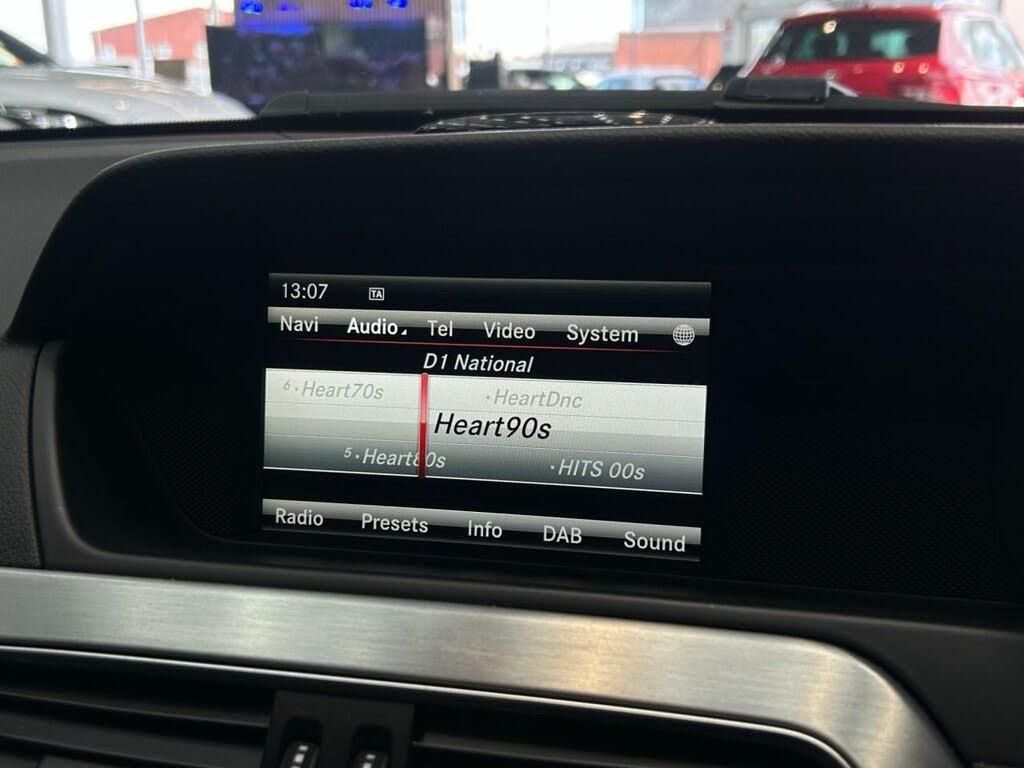 13:07 TA
Navi Audio Tel Video System
D1 National
6 · Heart70s · HeartDnc
Heart90s
5 · Heart80s · HITS 00s
Radio Presets Info DAB Sound